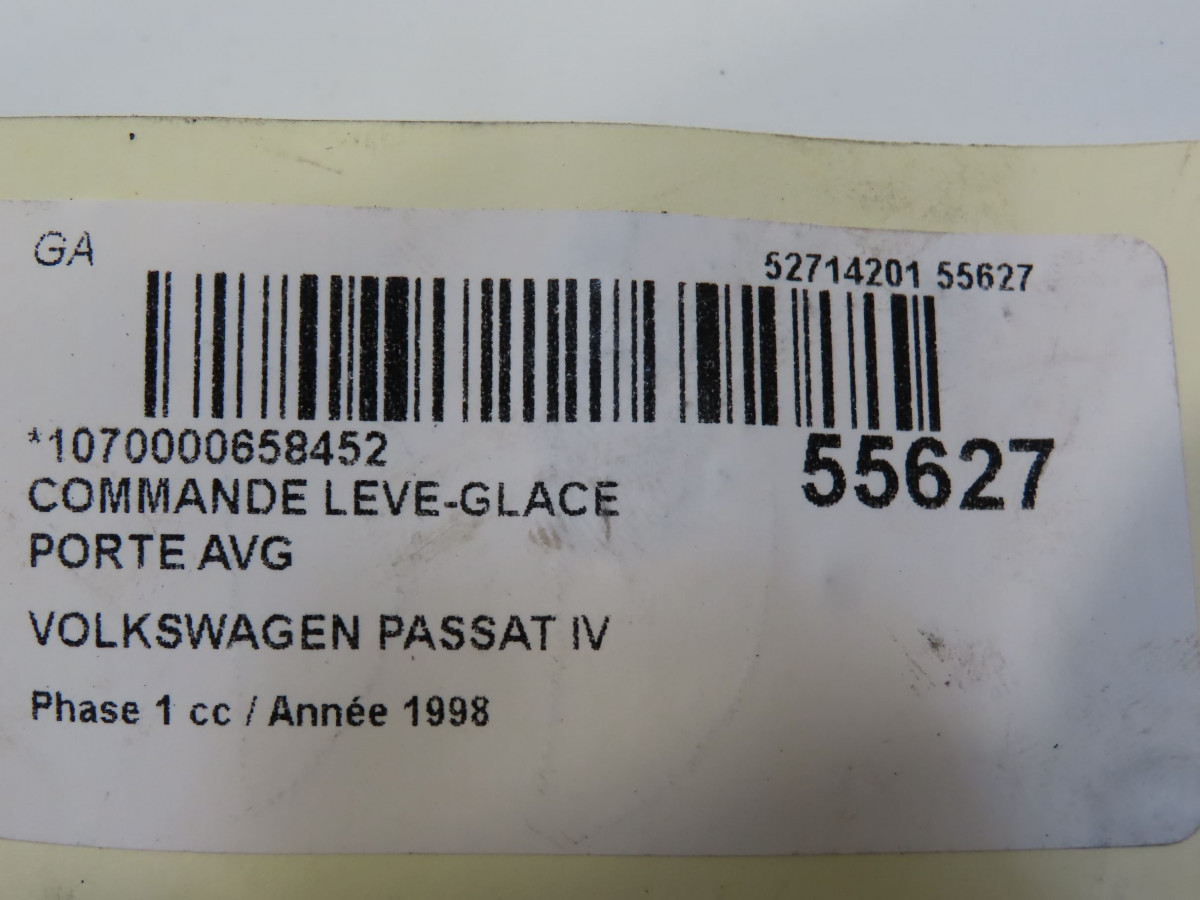 GA
52714201 55627
*1070000658452
55627
COMMANDE LEVE-GLACE
PORTE AVG
VOLKSWAGEN PASSAT IV
Phase 1 cc / Année 1998